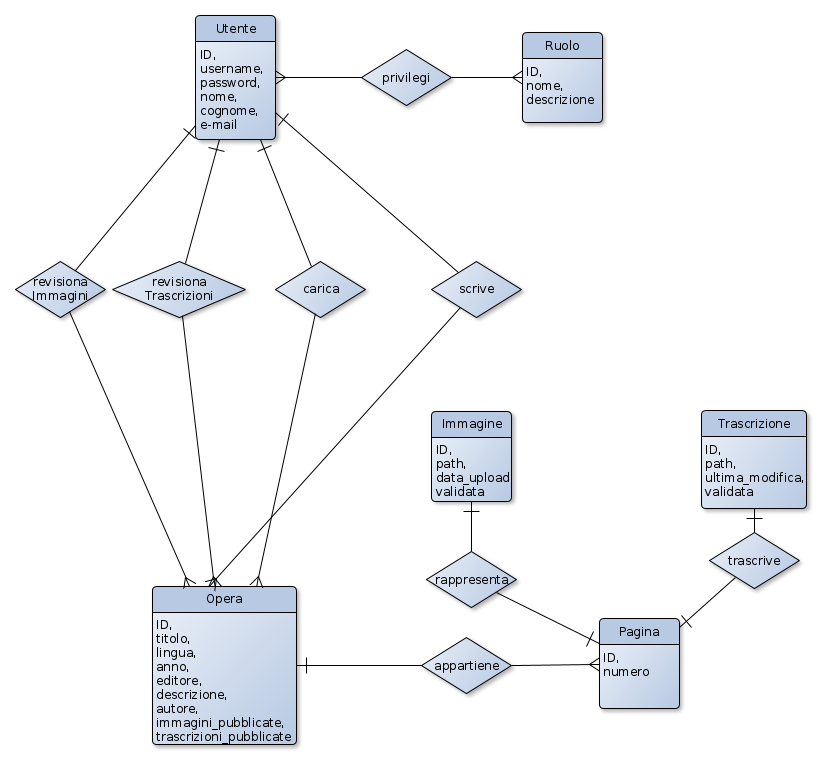 Utente
ID,
username,
password,
nome,
cognome,
e-mail
privilegi
Ruolo
ID,
nome,
descrizione
revisiona
Immagini
revisiona
Trascrizioni
carica
scrive
Immagine
ID,
path,
data_upload
validata
Trascrizione
ID,
path,
ultima_modifica,
validata
rappresenta
trascrive
Opera
ID,
titolo,
lingua,
anno,
editore,
descrizione,
autore,
immagini_pubblicate,
trascrizioni_pubblicate
appartiene
Pagina
ID,
numero